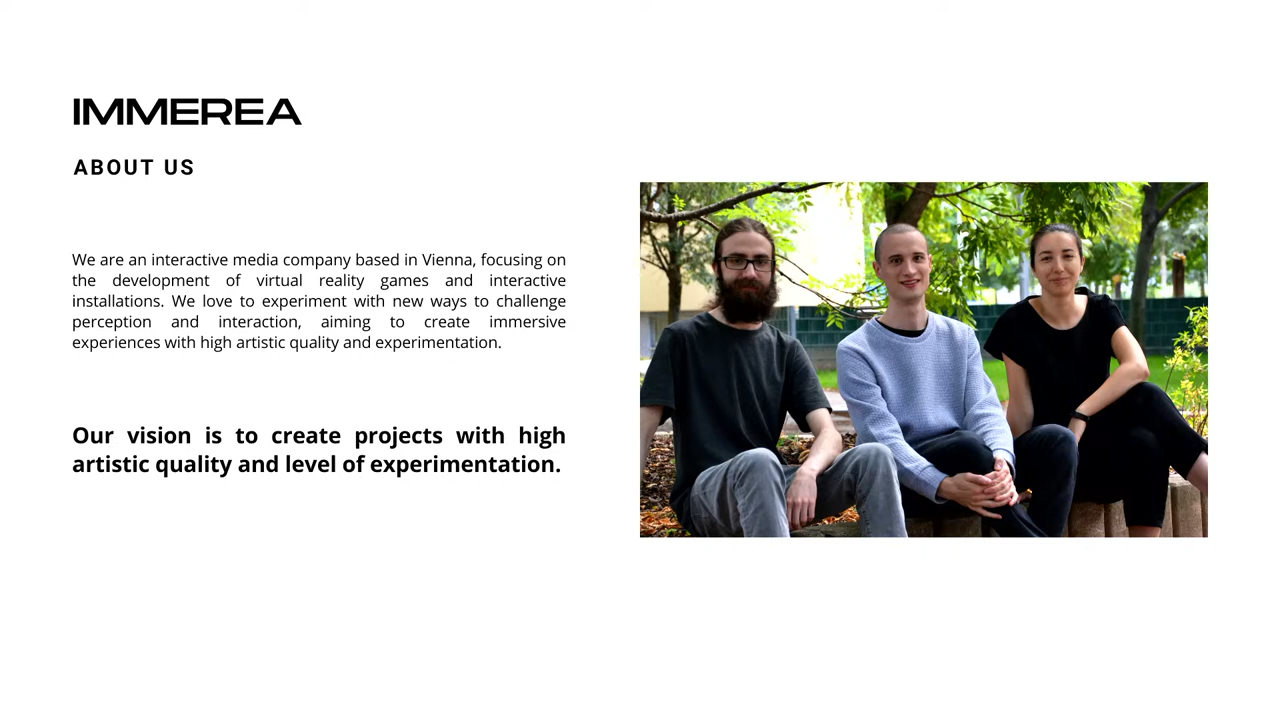 IMMEREA
ABOUT US
We are an interactive media company based in Vienna, focusing on
the development of virtual reality games and interactive
installations. We love to experiment with new ways to challenge
perception and interaction, aiming to create immersive
experiences with high artistic quality and experimentation.
Our vision is to create projects with high
artistic quality and level of experimentation.